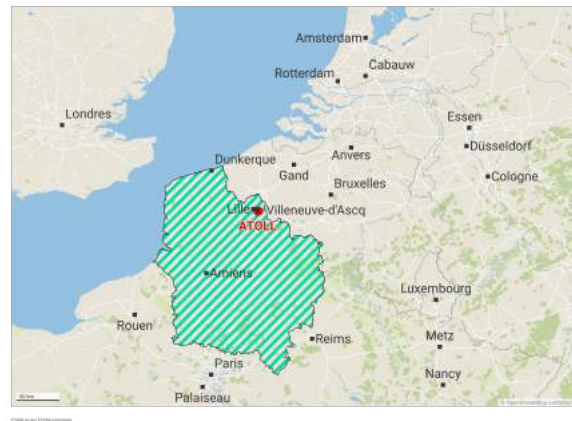 Amsterdam
Cabauw
Rotterdam
Londres
Essen
Düsseldorf
Anvers
Dunkerque
Gand
Cologne
Bruxelles
Lille
Villeneuve-d'Ascq
ATOLL
Amiens
Luxembourg
Rouen
Reims
Metz
Paris
Nancy
Palaiseau